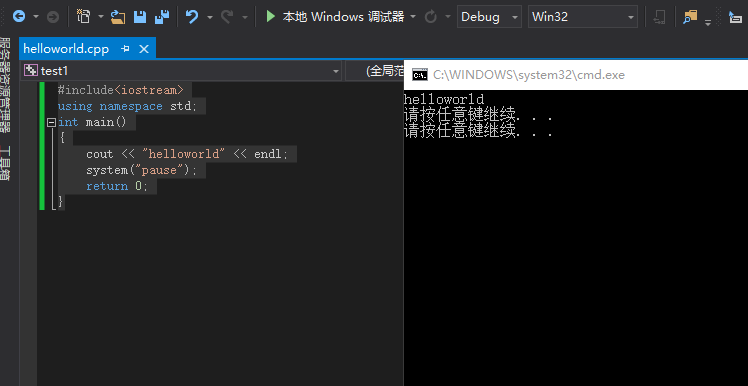 本地 Windows 调试器
Debug
Win32
服务器资源管理器
工具箱
helloworld.cpp
test1
(全局范
C:\WINDOWS\system32\cmd.exe
#include<iostream>
using namespace std;
int main()
{
cout << "helloworld" << endl;
system("pause");
return 0;
}
helloworld
请按任意键继续. . .
请按任意键继续. . .